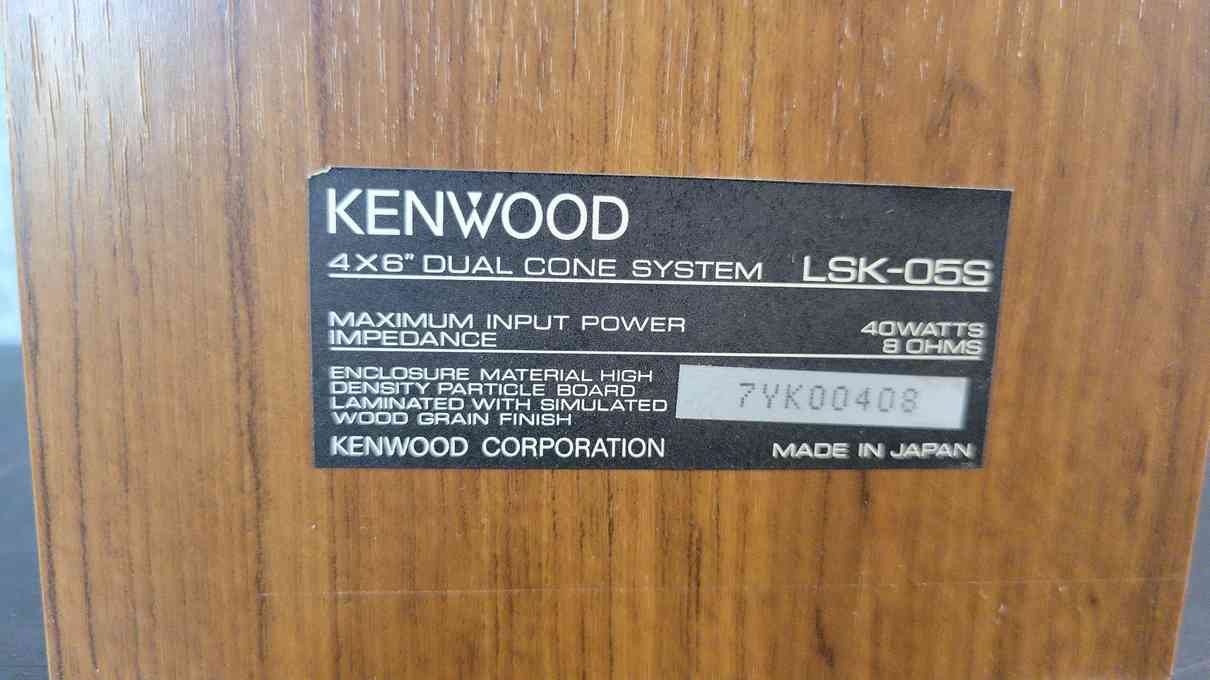 KENWOOD
4X6" DUAL CONE SYSTEM LSK-05S
MAXIMUM INPUT POWER 40WATTS
IMPEDANCE 8 OHMS
ENCLOSURE MATERIAL HIGH
DENSITY PARTICLE BOARD
LAMINATED WITH SIMULATED
WOOD GRAIN FINISH
7YK00408
KENWOOD CORPORATION MADE IN JAPAN